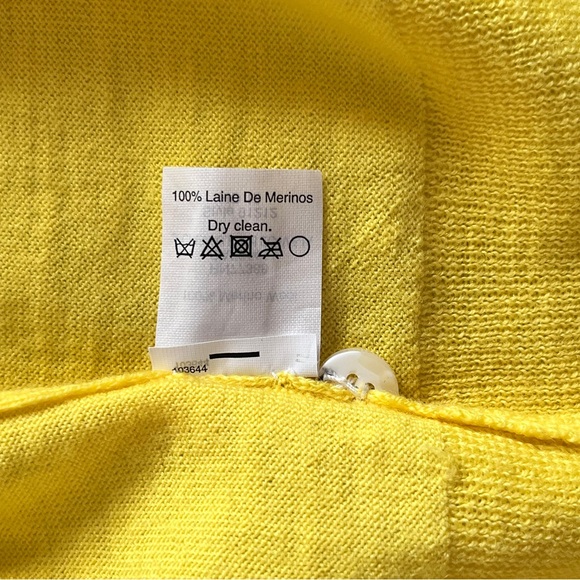 100% Laine De Merinos
Dry clean.
103644